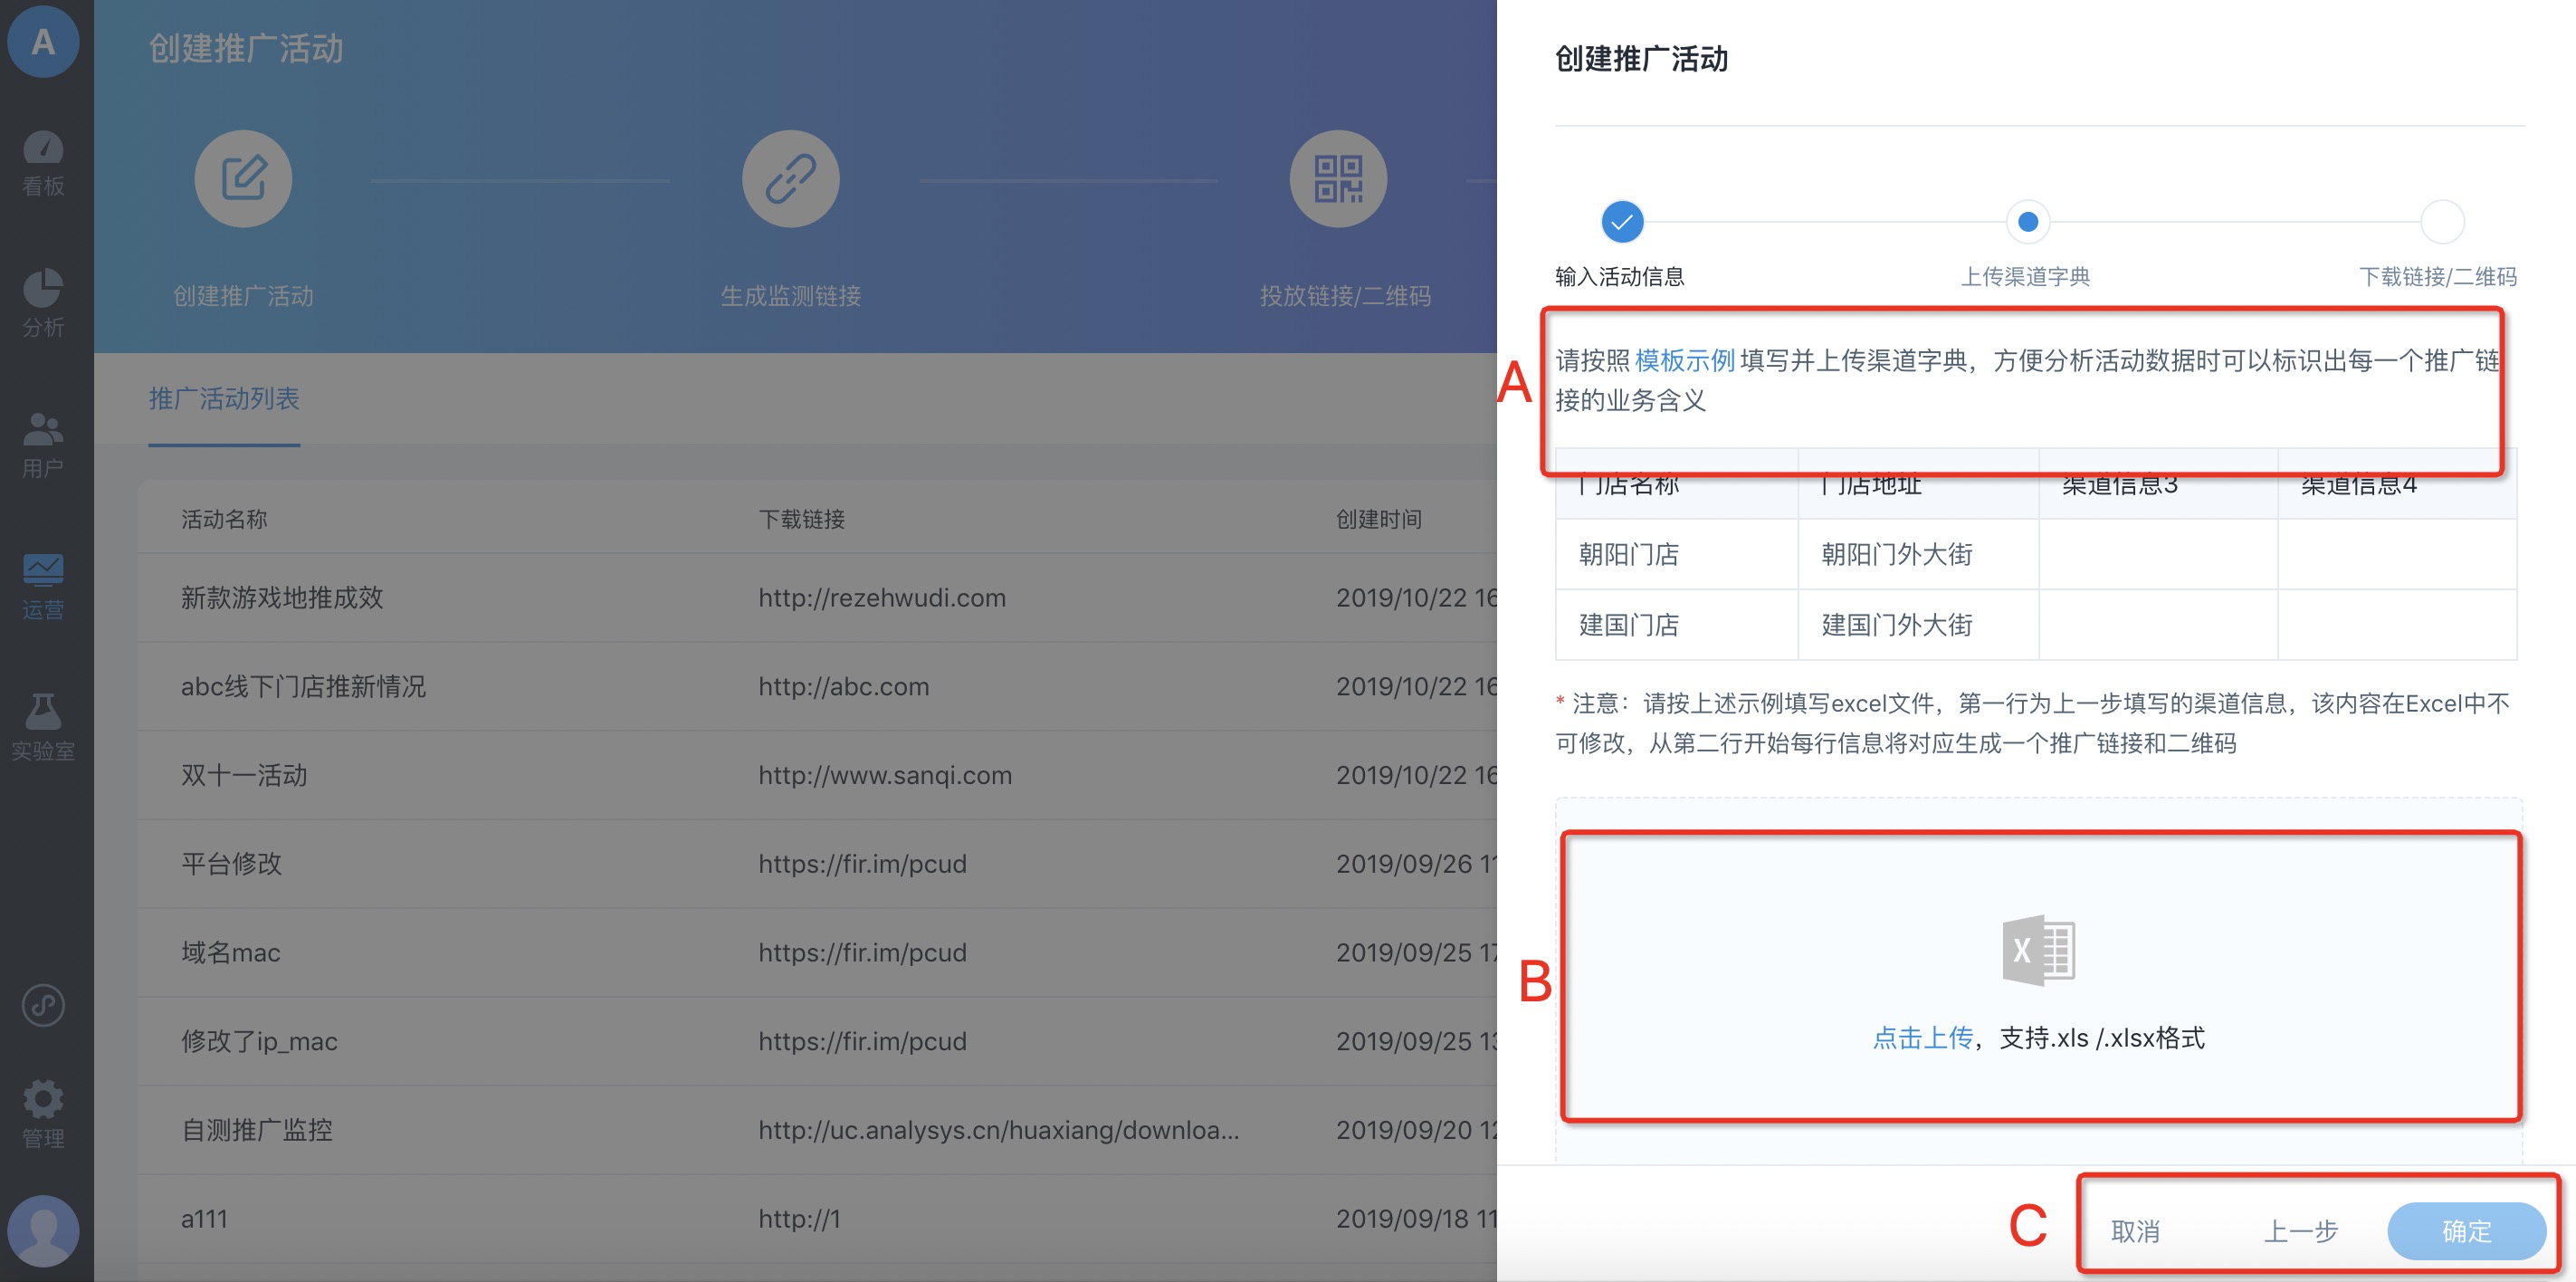 A
看板
分析
用户
运营
实验室
管理
创建推广活动
创建推广活动
生成监测链接
投放链接/二维码
推广活动列表
活动名称 下载链接 创建时间
新款游戏地推成效 http://rezehwudi.com 2019/10/22 16
abc线下门店推新情况 http://abc.com 2019/10/22 16
双十一活动 http://www.sanqi.com 2019/10/22 16
平台修改 https://fir.im/pcud 2019/09/26 11
域名mac https://fir.im/pcud 2019/09/25 17
修改了ip_mac https://fir.im/pcud 2019/09/25 13
自测推广监控 http://uc.analysys.cn/huaxiang/downloa... 2019/09/20 12
a111 http://1 2019/09/18 11
创建推广活动
输入活动信息 上传渠道字典 下载链接/二维码
A
请按照 模板示例 填写并上传渠道字典，方便分析活动数据时可以标识出每一个推广链
接的业务含义
门店名称 门店地址 渠道信息3 渠道信息4
朝阳门店 朝阳门外大街
建国门店 建国门外大街
* 注意：请按上述示例填写excel文件，第一行为上一步填写的渠道信息，该内容在Excel中不
可修改，从第二行开始每行信息将对应生成一个推广链接和二维码
B
X
点击上传，支持.xls /.xlsx格式
C
取消 上一步 确定